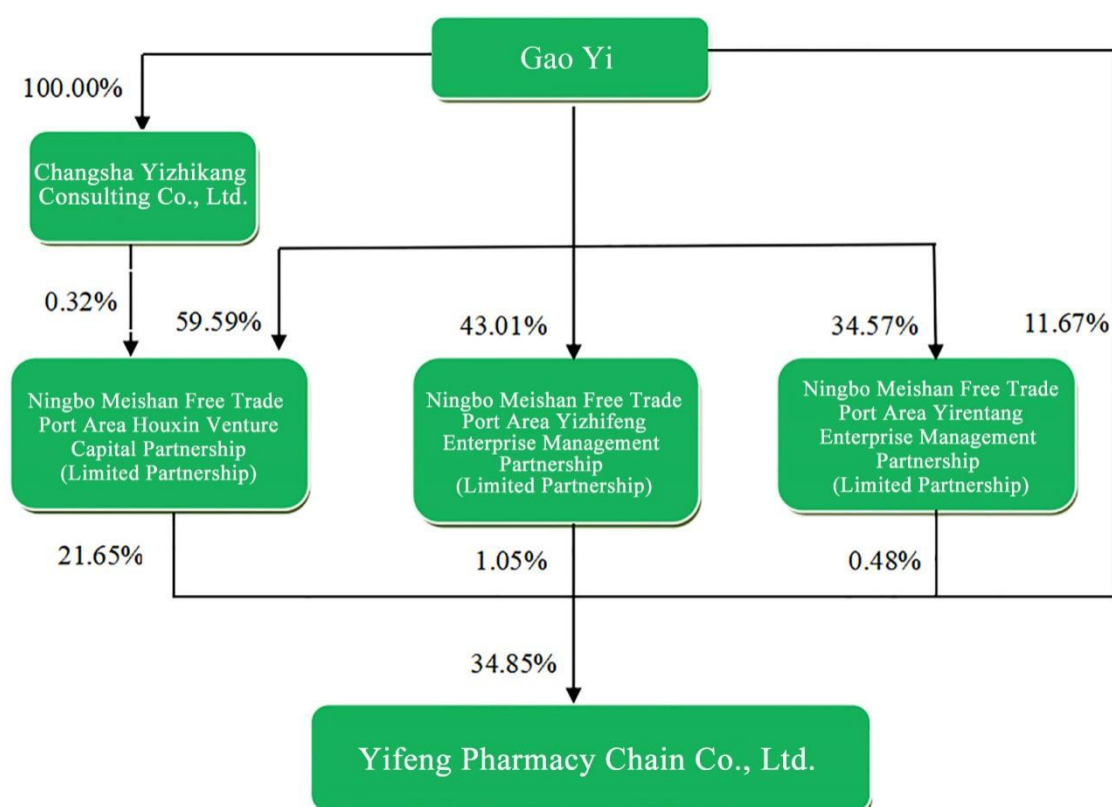 Gao Yi
100.00%
Changsha Yizhikang
Consulting Co., Ltd.
0.32%
59.59%
43.01%
34.57%
11.67%
Ningbo Meishan Free Trade
Port Area Houxin Venture
Capital Partnership
(Limited Partnership)
Ningbo Meishan Free Trade
Port Area Yizhifeng
Enterprise Management
Partnership
(Limited Partnership)
Ningbo Meishan Free Trade
Port Area Yirentang
Enterprise Management
Partnership
(Limited Partnership)
21.65%
1.05%
0.48%
34.85%
Yifeng Pharmacy Chain Co., Ltd.